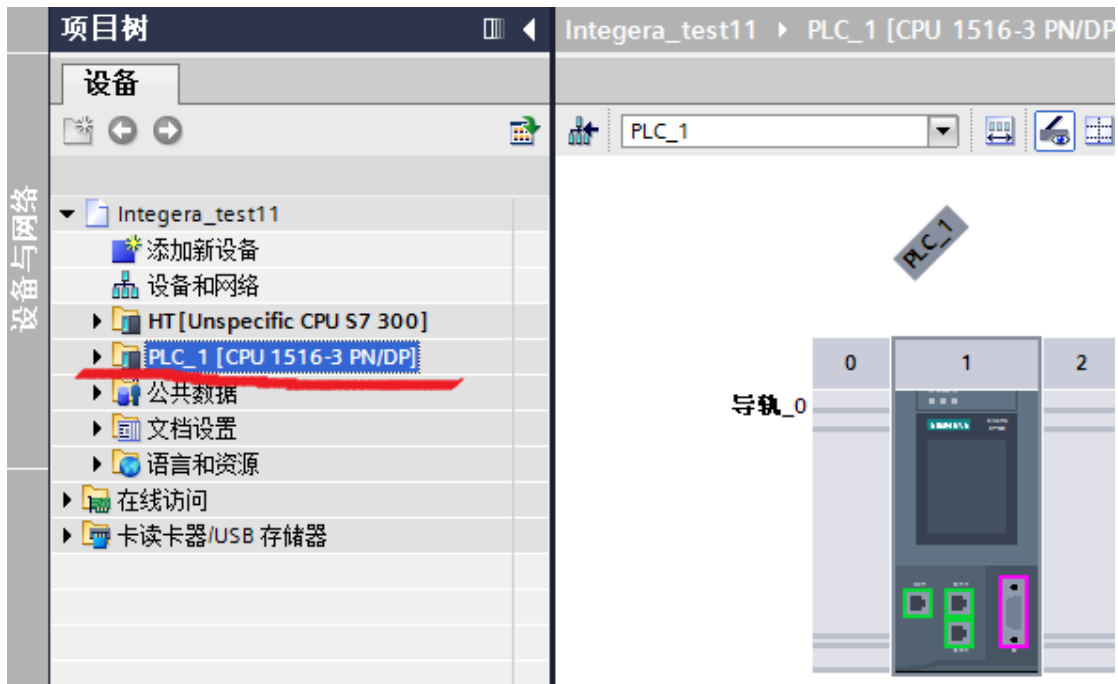 项目树
Integera_test11 PLC_1 [CPU 1516-3 PN/DP
设备
PLC_1
设备与网络
Integera_test11
添加新设备
设备和网络
HT [Unspecific CPU S7 300]
PLC_1 [CPU 1516-3 PN/DP]
公共数据
文档设置
语言和资源
在线访问
卡读卡器/USB 存储器
PLC_1
0 1 2
导轨_0
SIEMENS